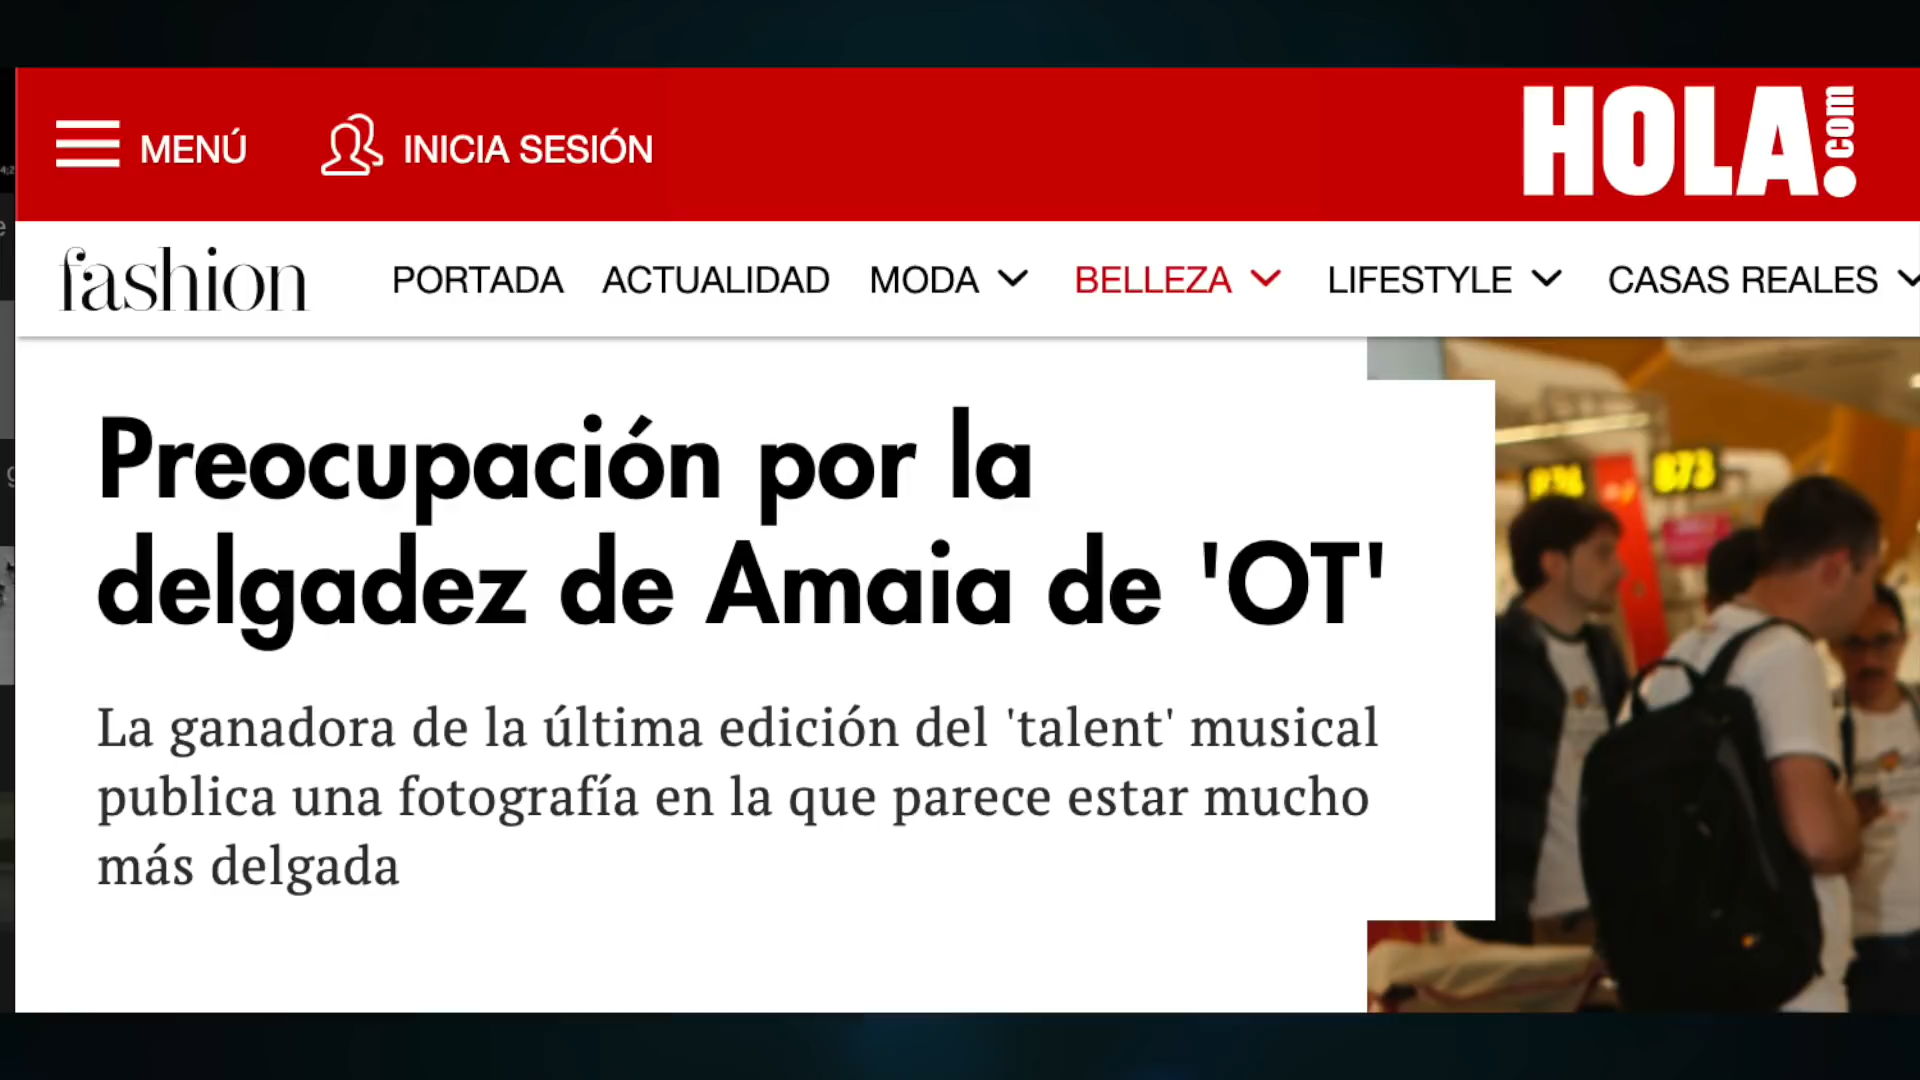 MENÚ
INICIA SESIÓN
HOLA.com
fashion
PORTADA
ACTUALIDAD
MODA
BELLEZA
LIFESTYLE
CASAS REALES
Preocupación por la
delgadez de Amaia de 'OT'
La ganadora de la última edición del 'talent' musical
publica una fotografía en la que parece estar mucho
más delgada
873